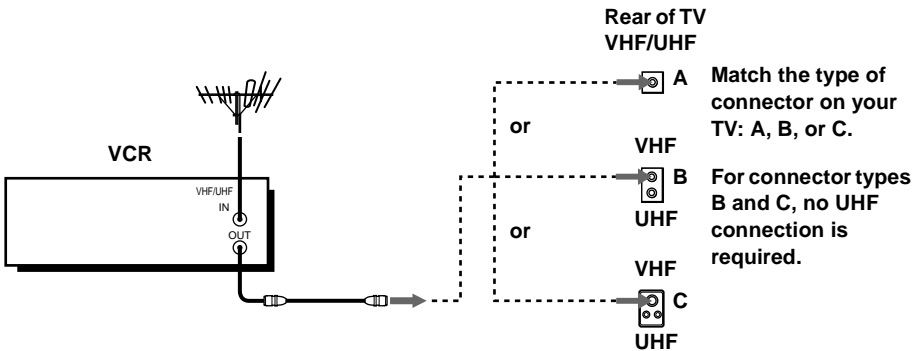 Rear of TV
VHF/UHF
A
Match the type of
connector on your
TV: A, B, or C.
or
VHF
VCR
B
For connector types
B and C, no UHF
connection is
required.
VHF/UHF
IN
UHF
OUT
or
VHF
C
UHF